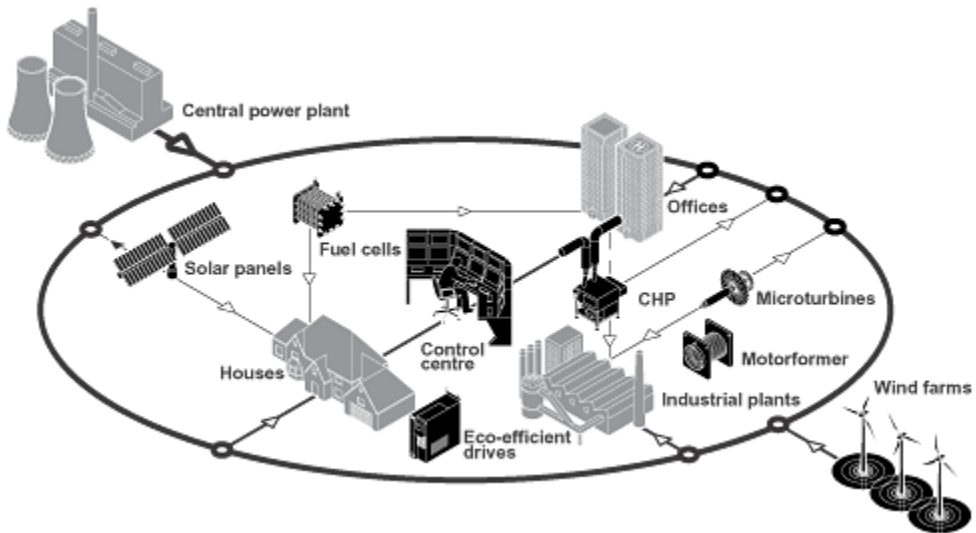 Central power plant
Offices
Fuel cells
Solar panels
CHP
Microturbines
Control
centre
Motorformer
Houses
Wind farms
Industrial plants
Eco-efficient
drives